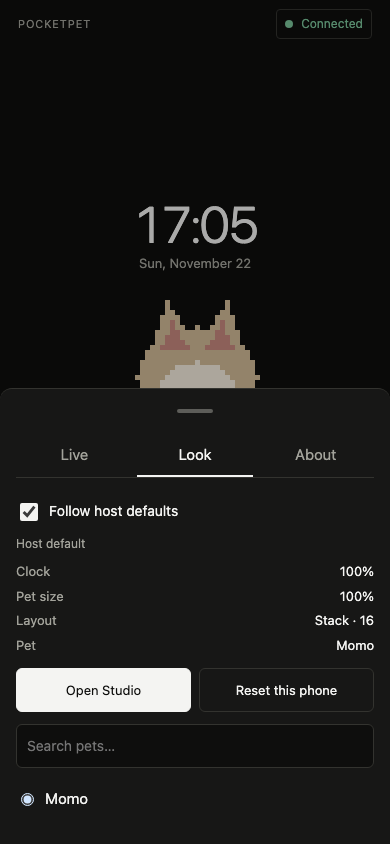 POCKETPET
Connected
17:05
Sun, November 22
Live
Look
About
Follow host defaults
Host default
Clock
100%
Pet size
100%
Layout
Stack · 16
Pet
Momo
Open Studio
Reset this phone
Search pets...
Momo